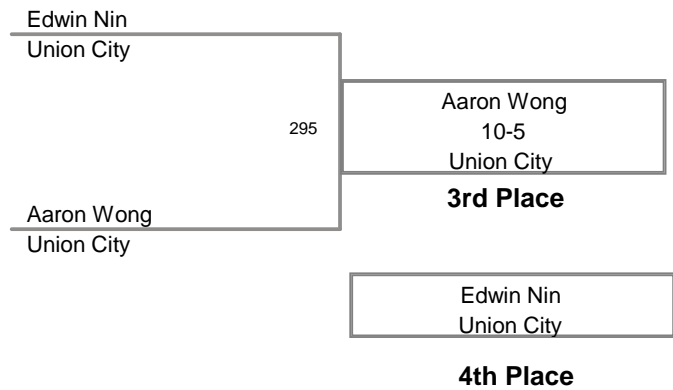 Edwin Nin
Union City
295
Aaron Wong
10-5
Union City
3rd Place
Aaron Wong
Union City
Edwin Nin
Union City
4th Place